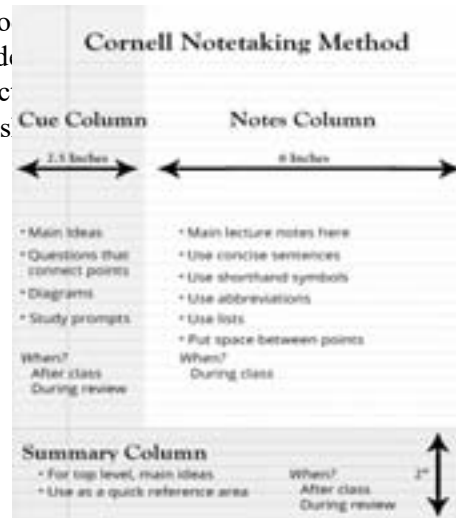 Cornell Notetaking Method
Cue Column
2.5 Inches
• Main Ideas
• Questions that
connect points
• Diagrams
• Study prompts
When?
After class
During review
Notes Column
6 Inches
• Main lecture notes here
• Use concise sentences
• Use shorthand symbols
• Use abbreviations
• Use lists
• Put space between points
When?
During class
Summary Column
• For top level, main ideas
• Use as a quick reference area
When?
After class
During review
2"